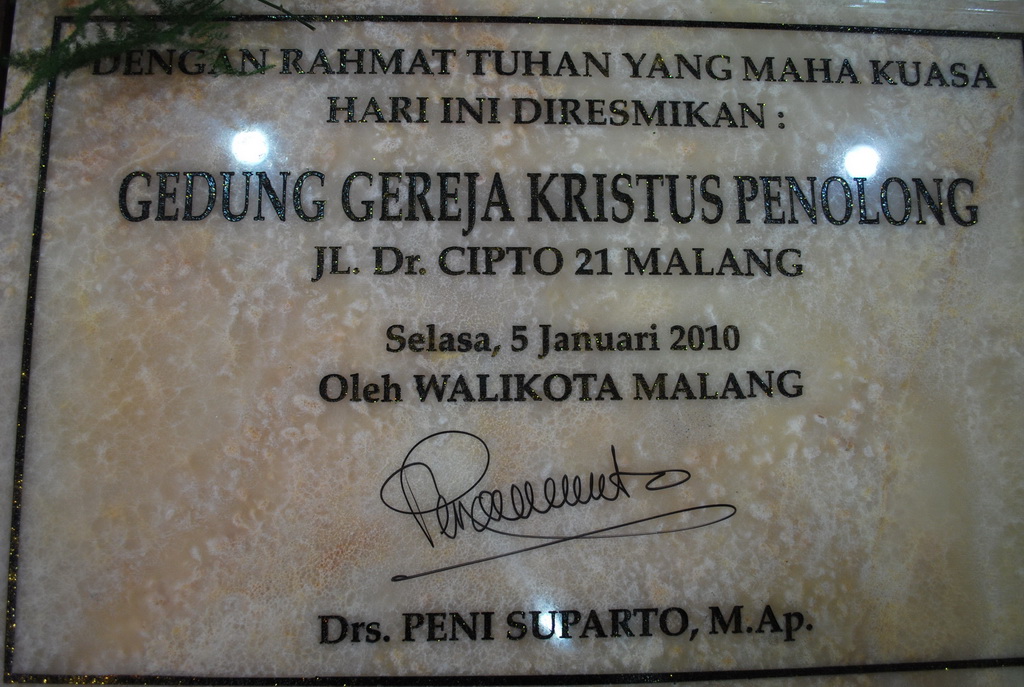 DENGAN RAHMAT TUHAN YANG MAHA KUASA
HARI INI DIRESMIKAN :
GEDUNG GEREJA KRISTUS PENOLONG
JL. Dr. CIPTO 21 MALANG
Selasa, 5 Januari 2010
Oleh WALIKOTA MALANG
Drs. PENI SUPARTO, M.Ap.